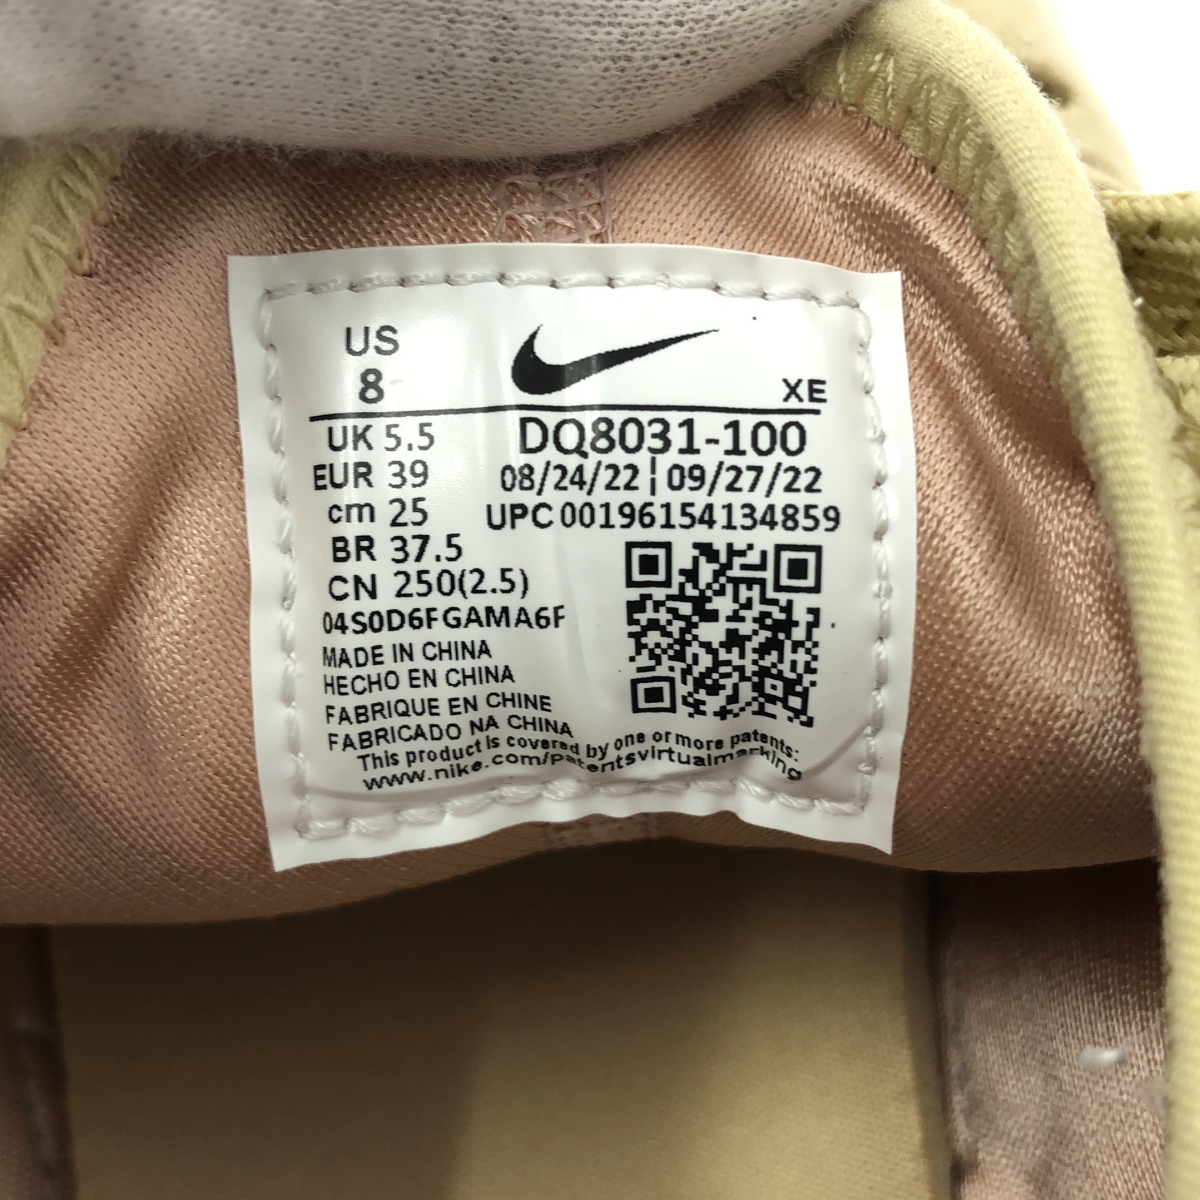 US
8
XE
UK 5.5
EUR 39
cm 25
BR 37.5
CN 250(2.5)
DQ8031-100
08/24/22 | 09/27/22
UPC 00196154134859
04S0D6FGAMA6F
MADE IN CHINA
HECHO EN CHINA
FABRIQUE EN CHINE
FABRICADO NA CHINA
This product is covered by one or more patents:
www.nike.com/patentsvirtualmarking